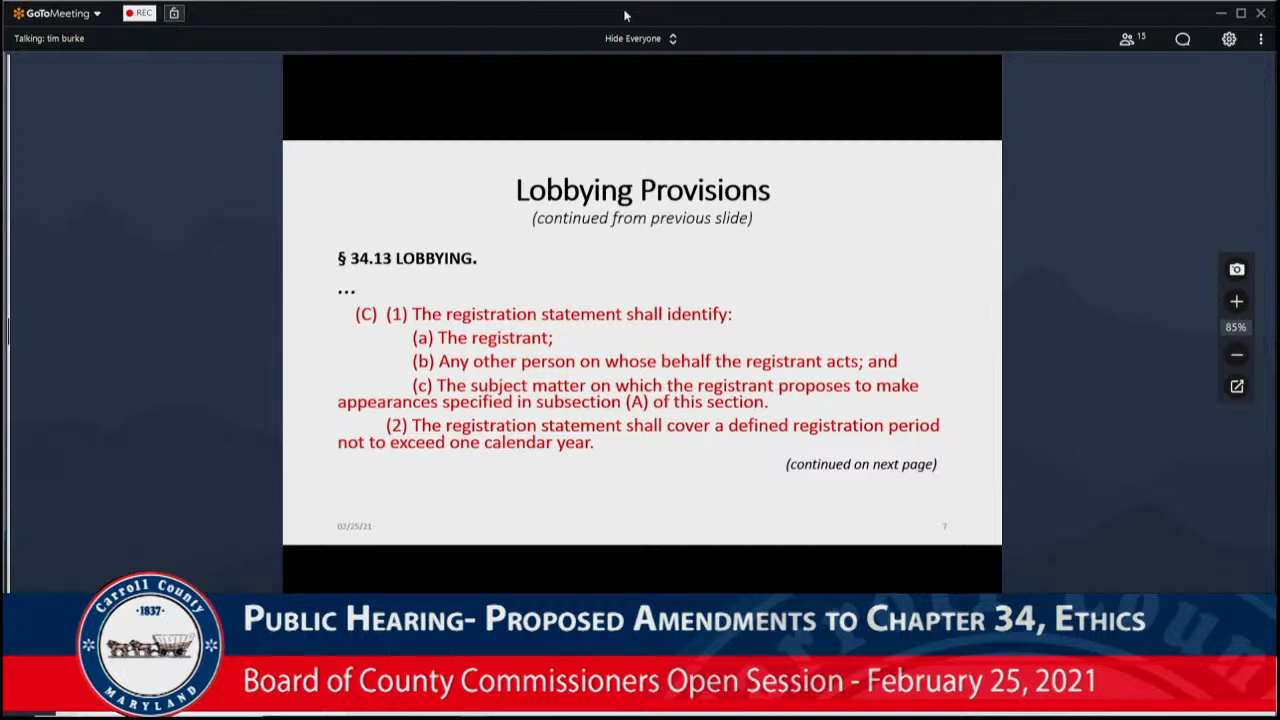 GoToMeeting
REC
Talking: tim burke
Hide Everyone
15
Lobbying Provisions
(continued from previous slide)
§ 34.13 LOBBYING.
...
(C) (1) The registration statement shall identify:
(a) The registrant;
(b) Any other person on whose behalf the registrant acts; and
(c) The subject matter on which the registrant proposes to make
appearances specified in subsection (A) of this section.
(2) The registration statement shall cover a defined registration period
not to exceed one calendar year.
(continued on next page)
02/25/21
7
85%
Carroll County
·1837·
MARYLAND
PUBLIC HEARING- PROPOSED AMENDMENTS TO CHAPTER 34, ETHICS
Board of County Commissioners Open Session - February 25, 2021